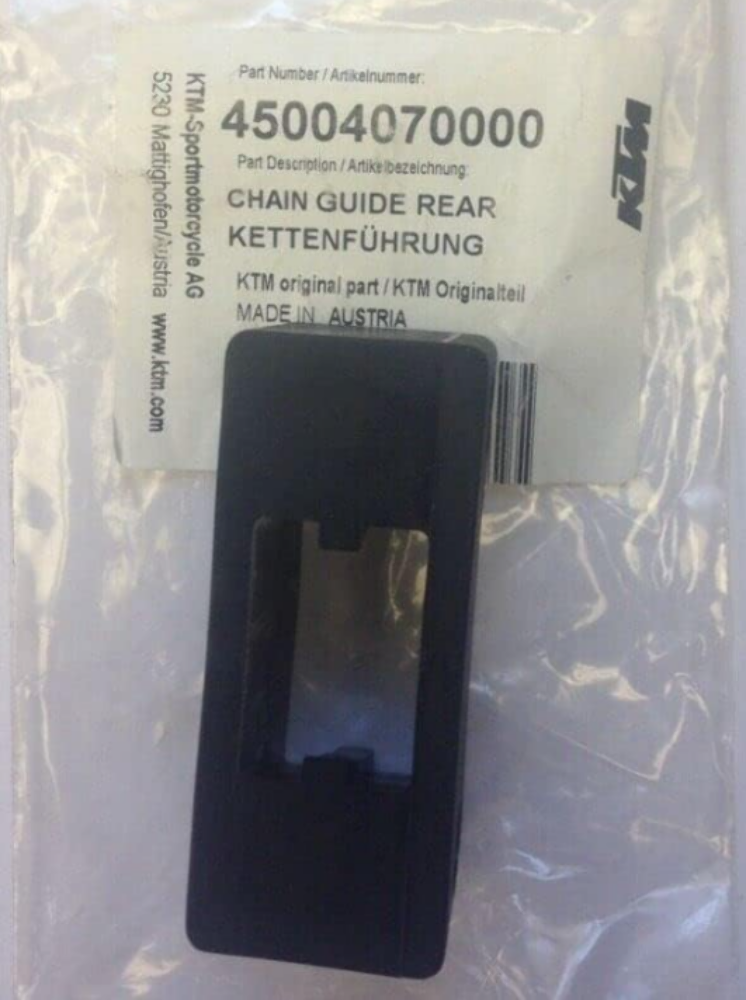 Part Number / Artikelnummer:
45004070000
Part Description / Artikelbezeichnung:
CHAIN GUIDE REAR
KETTENFÜHRUNG
KTM original part / KTM Originalteil
MADE IN AUSTRIA
KTM-Sportmotorcycle AG
5230 Mattighofen/Austria www.ktm.com
KTM